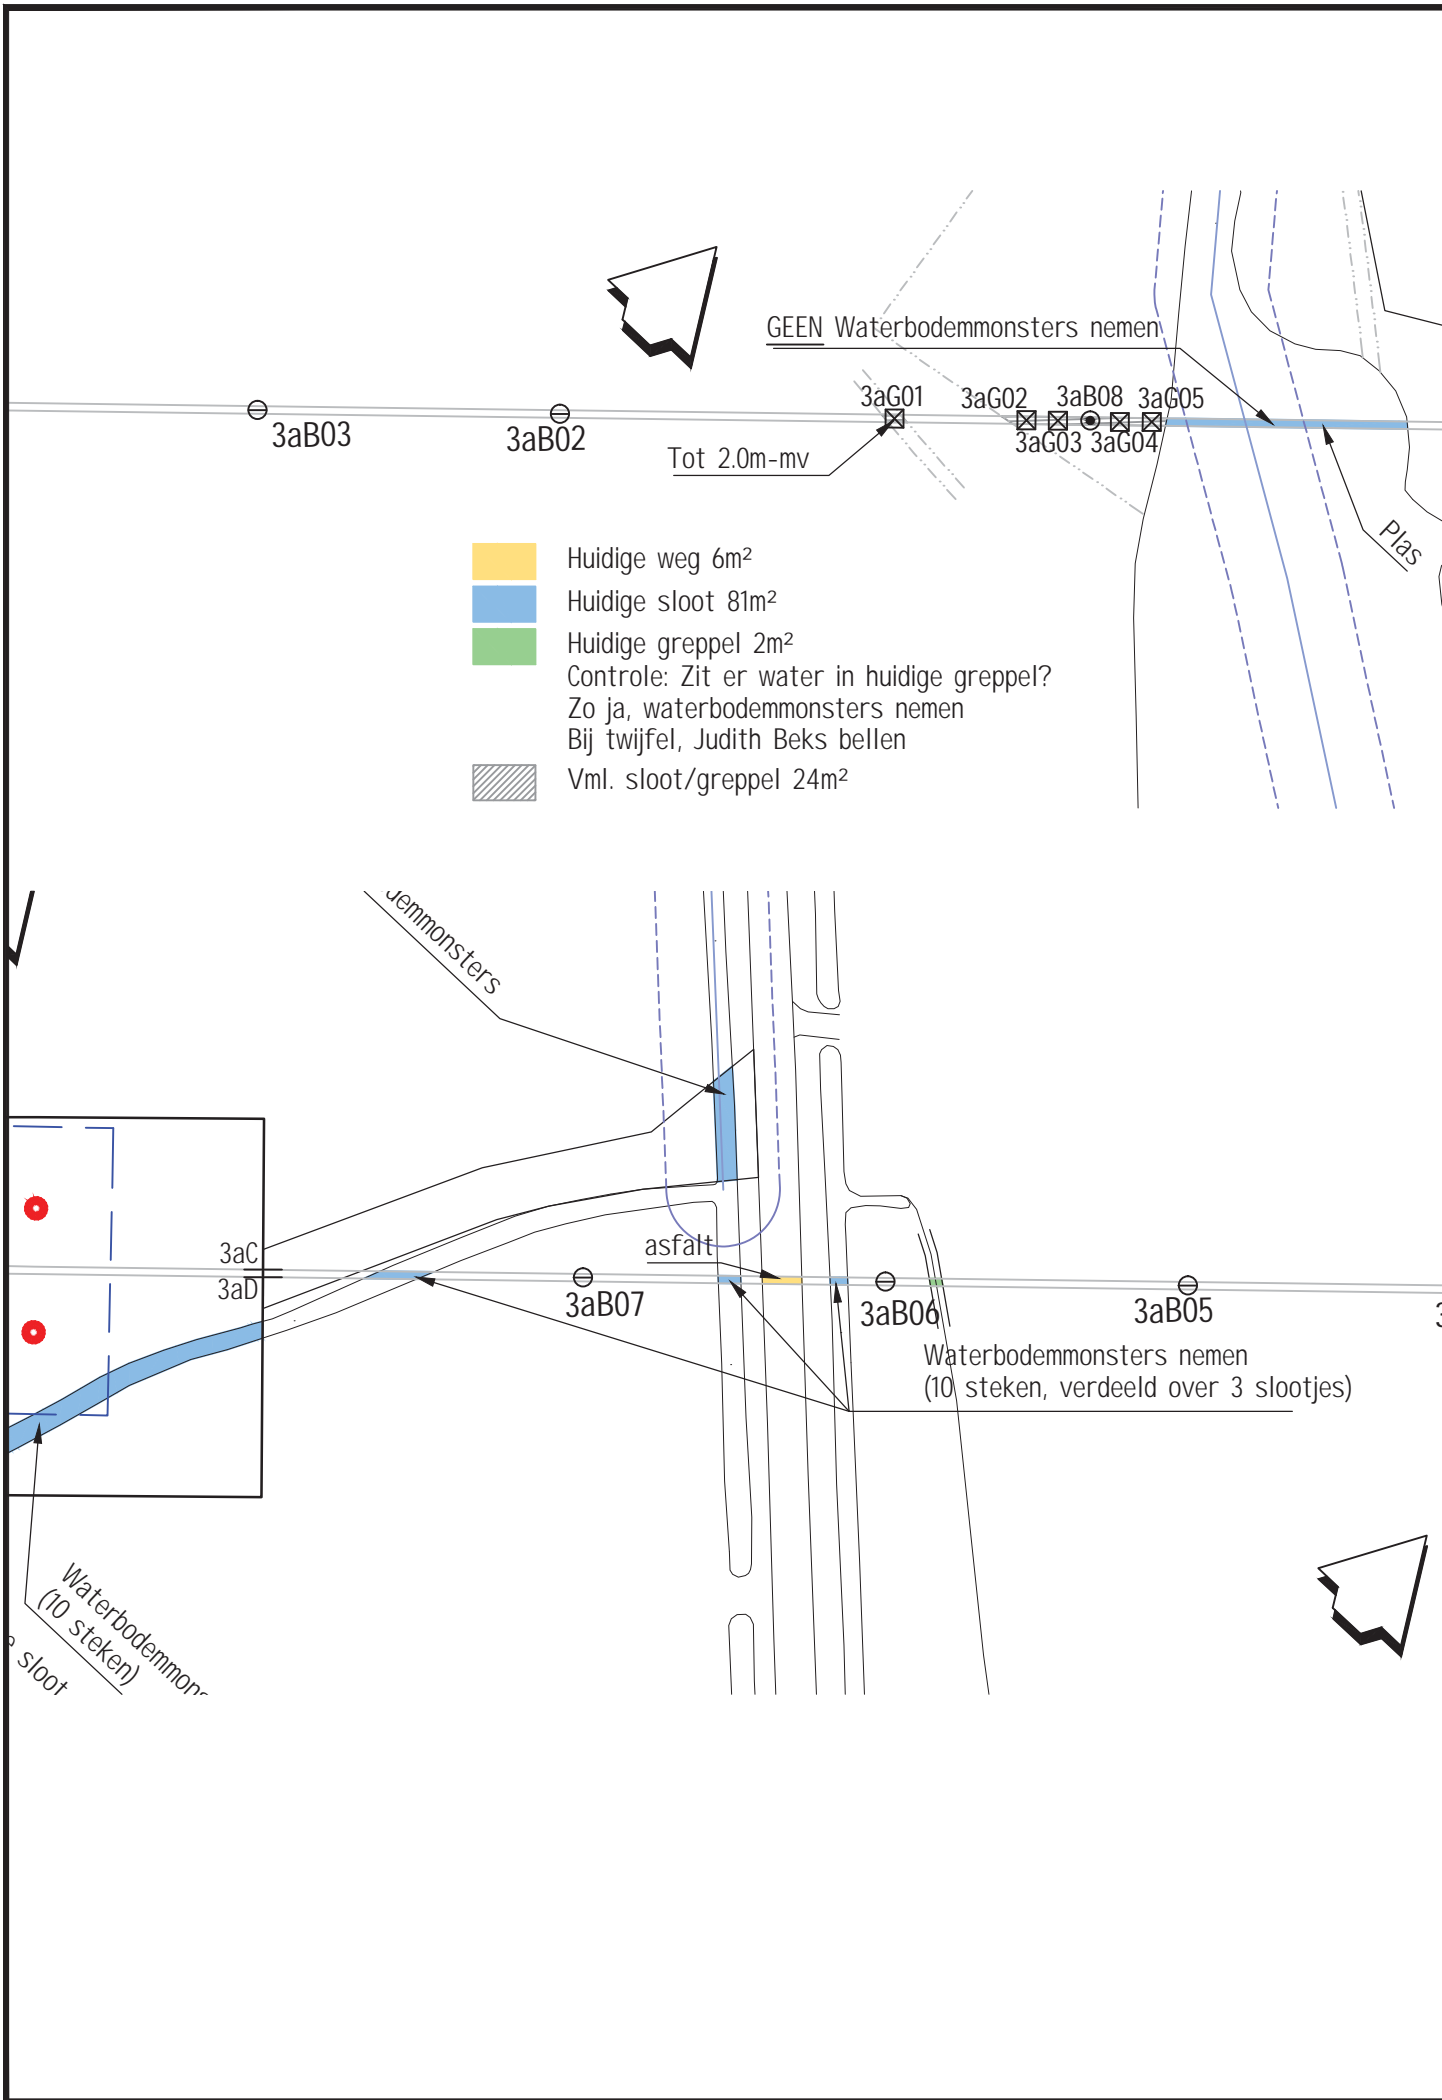 GEEN Waterbodemmonsters nemen
3aG01
3aG02
3aB08
3aG05
3aB03
3aB02
3aG03
3aG04
Tot 2.0m-mv
Plas
Huidige weg 6m²
Huidige sloot 81m²
Huidige greppel 2m²
Controle: Zit er water in huidige greppel?
Zo ja, waterbodemmonsters nemen
Bij twijfel, Judith Beks bellen
Vml. sloot/greppel 24m²
demmonsters
3aC
3aD
asfalt
3aB07
3aB06
3aB05
Waterbodemmonsters nemen
(10 steken, verdeeld over 3 slootjes)
Waterbodemmons
(10 steken)
sloot